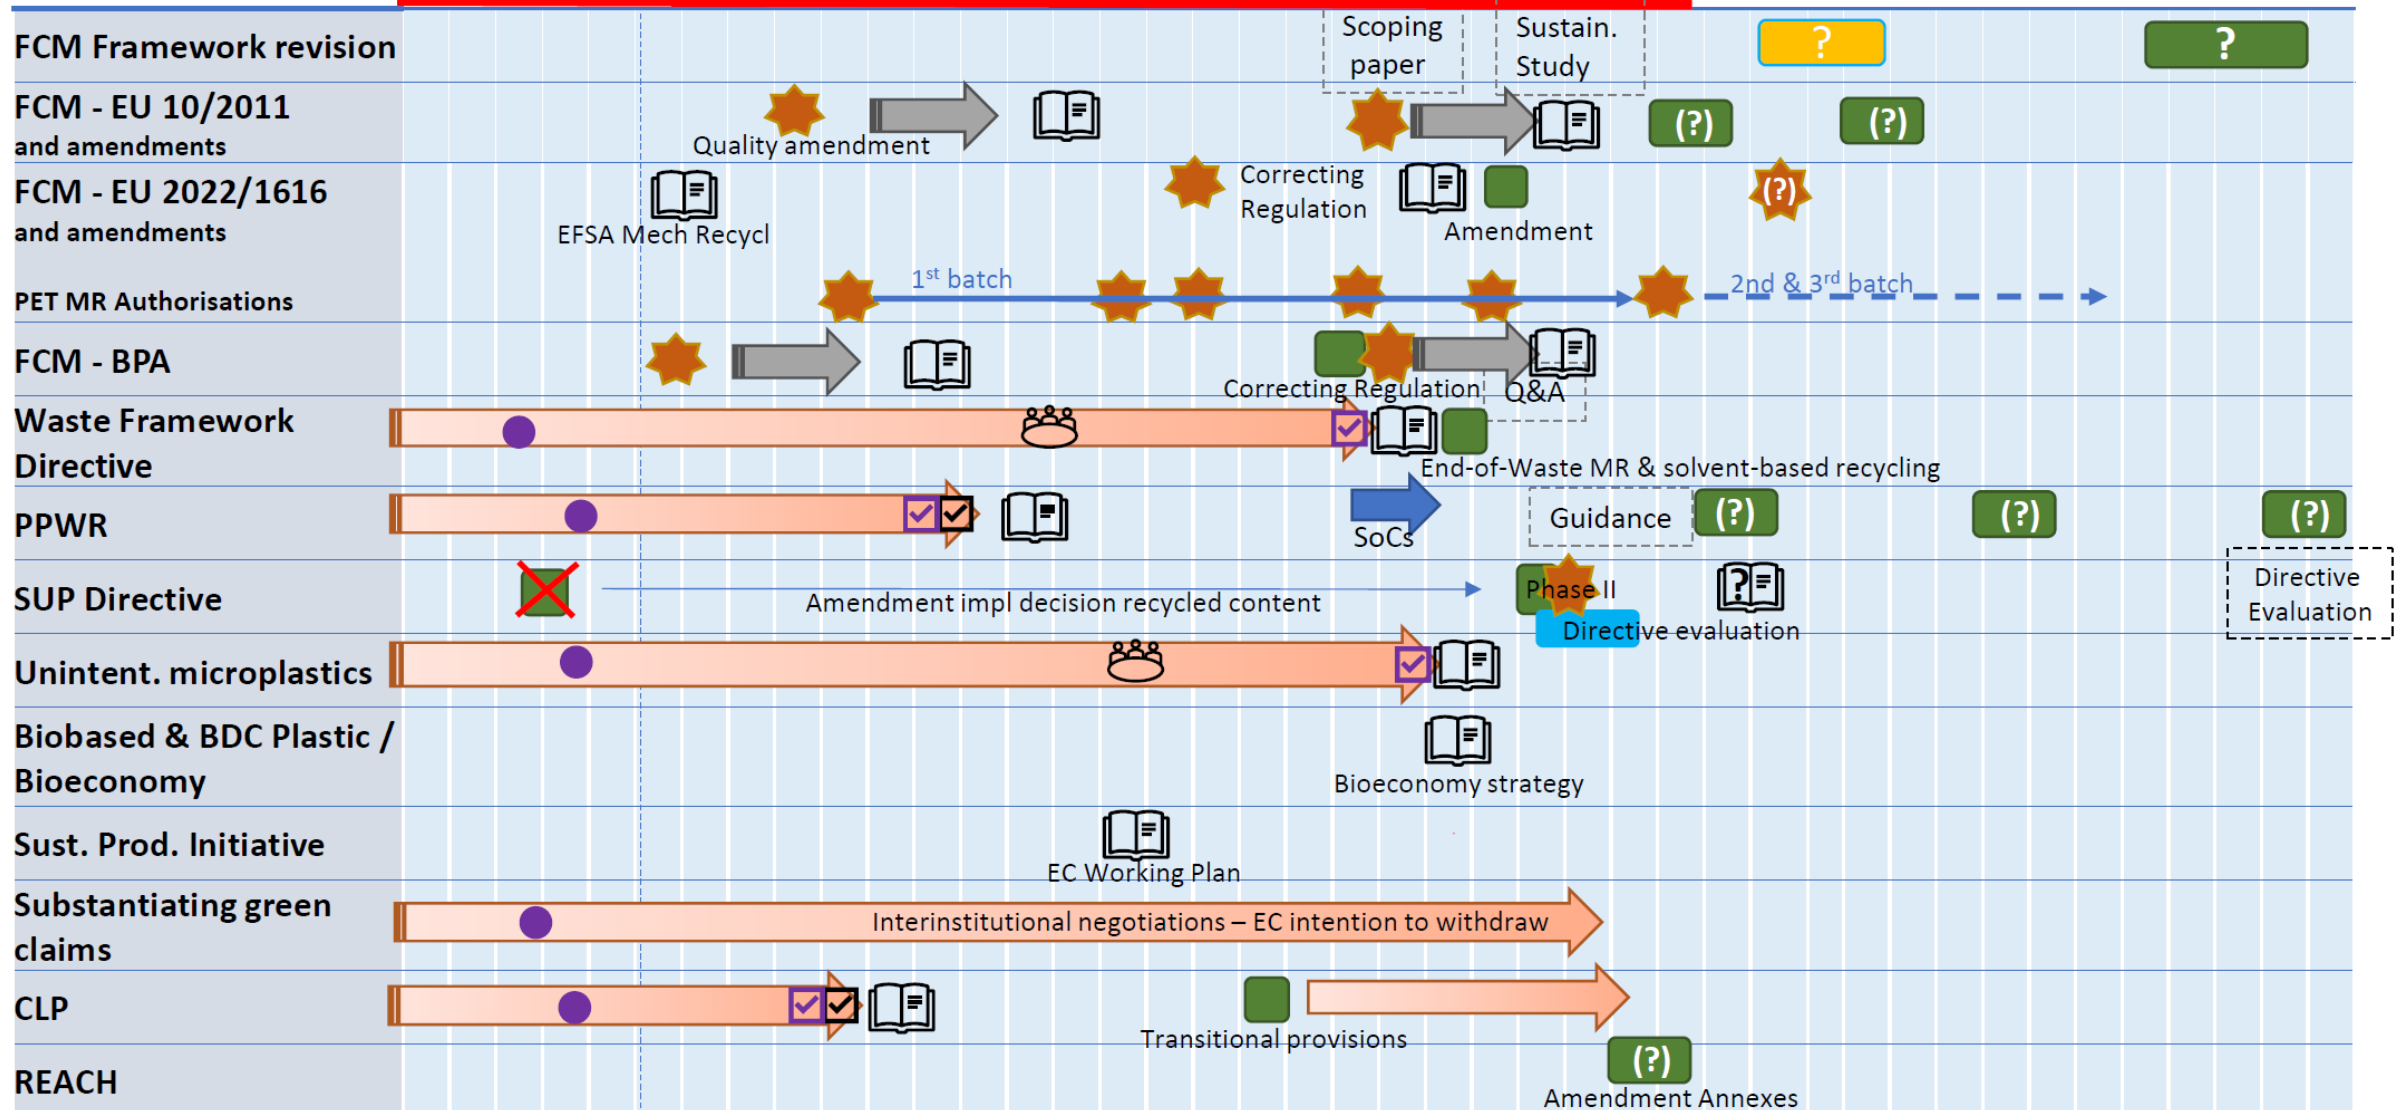 Scoping
paper
Sustain.
Study
FCM Framework revision
?
?
FCM - EU 10/2011
and amendments
Quality amendment
(?)
(?)
FCM - EU 2022/1616
and amendments
EFSA Mech Recycl
Correcting
Regulation
Amendment
(?)
PET MR Authorisations
1st batch
2nd & 3rd batch
FCM - BPA
Correcting Regulation
Q&A
Waste Framework
Directive
End-of-Waste MR & solvent-based recycling
PPWR
SoCs
Guidance
(?)
(?)
(?)
SUP Directive
Amendment impl decision recycled content
Phase II
?
Directive evaluation
Directive
Evaluation
Unintent. microplastics
Biobased & BDC Plastic /
Bioeconomy
Bioeconomy strategy
Sust. Prod. Initiative
EC Working Plan
Substantiating green
claims
Interinstitutional negotiations – EC intention to withdraw
CLP
Transitional provisions
REACH
(?)
Amendment Annexes